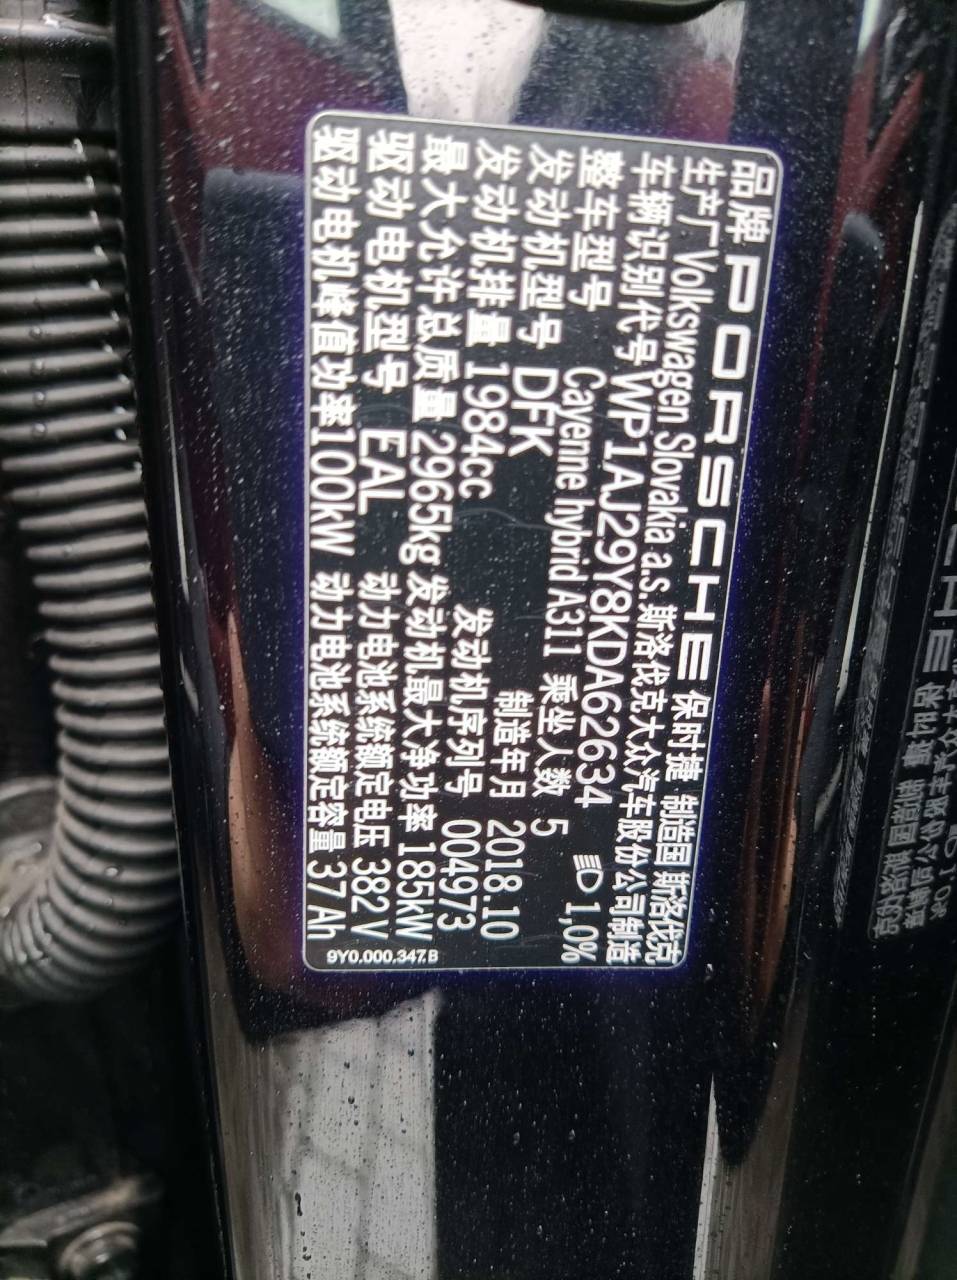 品牌 PORSCHE 保时捷 制造国 斯洛伐克
生产厂 Volkswagen Slovakia a.s. 斯洛伐克大众汽车股份公司制造
车辆识别代号 WP1AJ29Y8KDA62634 1,0%
整车型号 Cayenne hybrid A311 乘坐人数 5
发动机型号 DFK 制造年月 2018.10
发动机排量 1984cc 发动机序列号 004973
最大允许总质量 2965kg 发动机最大净功率 185kW
驱动电机型号 EAL 动力电池系统额定电压 382V
驱动电机峰值功率 100kW 动力电池系统额定容量 37Ah
9Y0.000.347.B